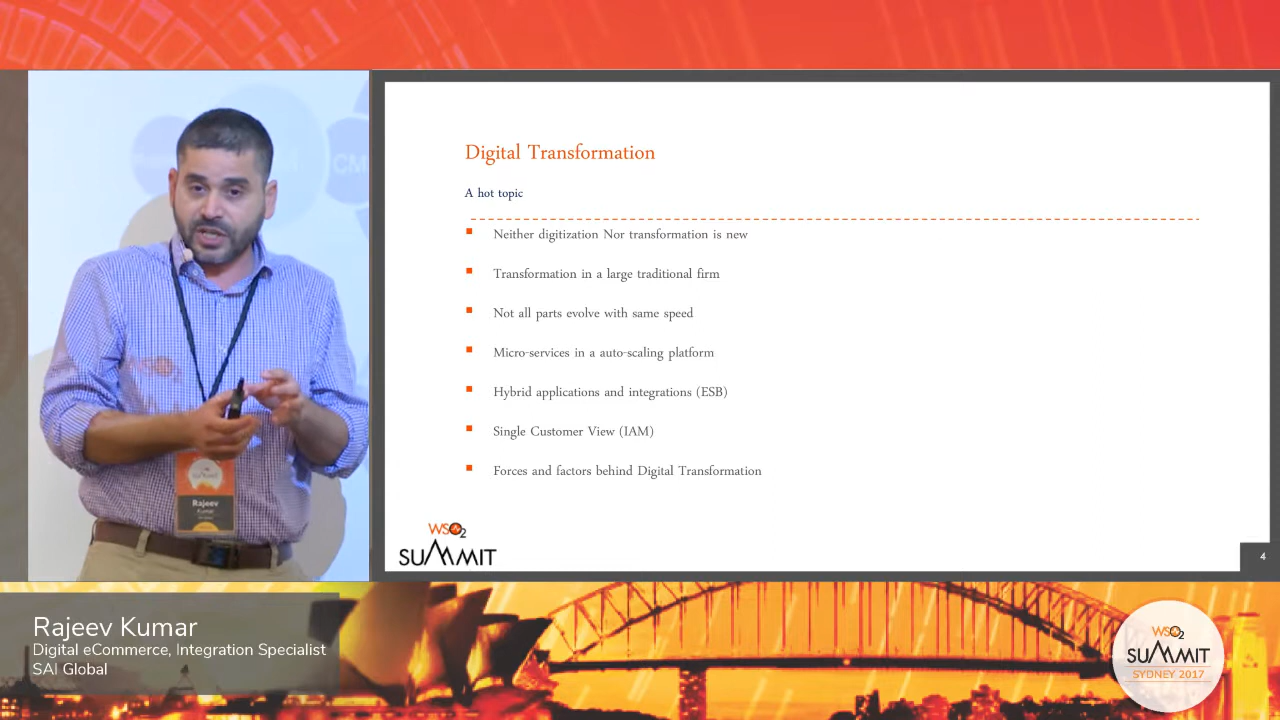 CM
Rajeev
Kumar
Digital Transformation
A hot topic
Neither digitization Nor transformation is new
Transformation in a large traditional firm
Not all parts evolve with same speed
Micro-services in a auto-scaling platform
Hybrid applications and integrations (ESB)
Single Customer View (IAM)
Forces and factors behind Digital Transformation
WSO2
SUMMIT
4
Rajeev Kumar
Digital eCommerce, Integration Specialist
SAI Global
WSO2
SUMMIT
SYDNEY 2017